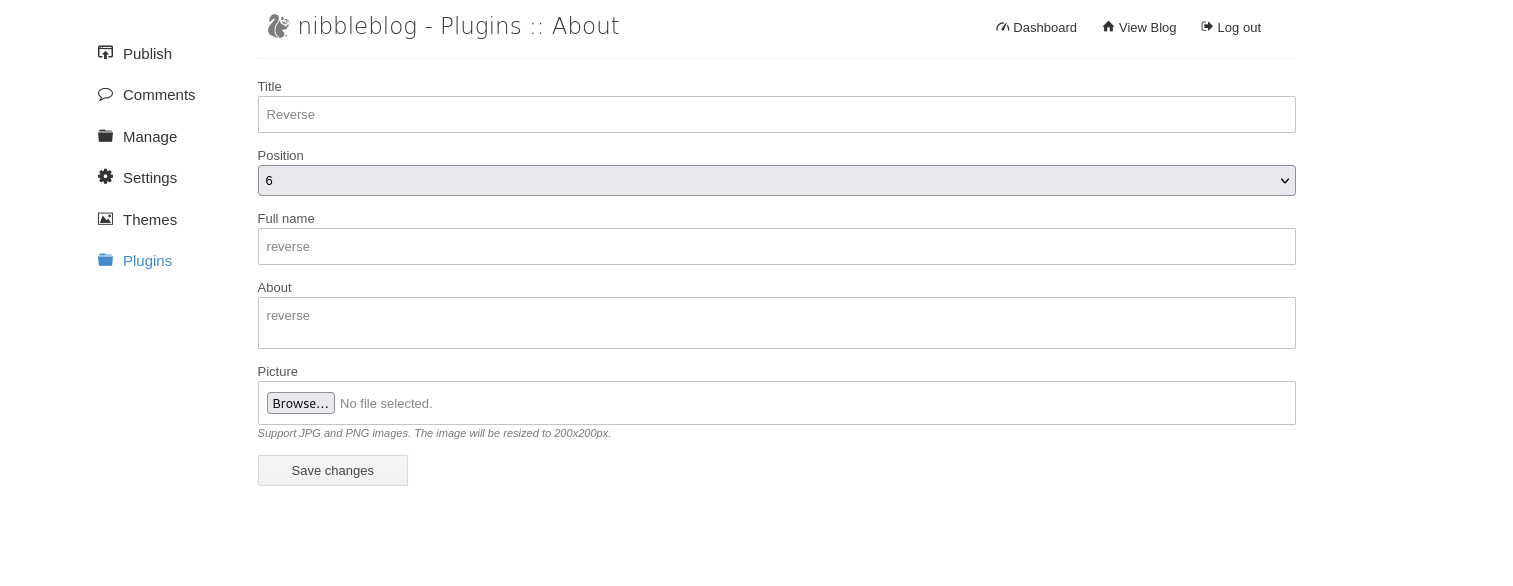 nibbleblog - Plugins :: About
Dashboard
View Blog
Log out
Publish
Comments
Manage
Settings
Themes
Plugins
Title
Reverse
Position
6
Full name
reverse
About
reverse
Picture
Browse... No file selected.
Support JPG and PNG images. The image will be resized to 200x200px.
Save changes